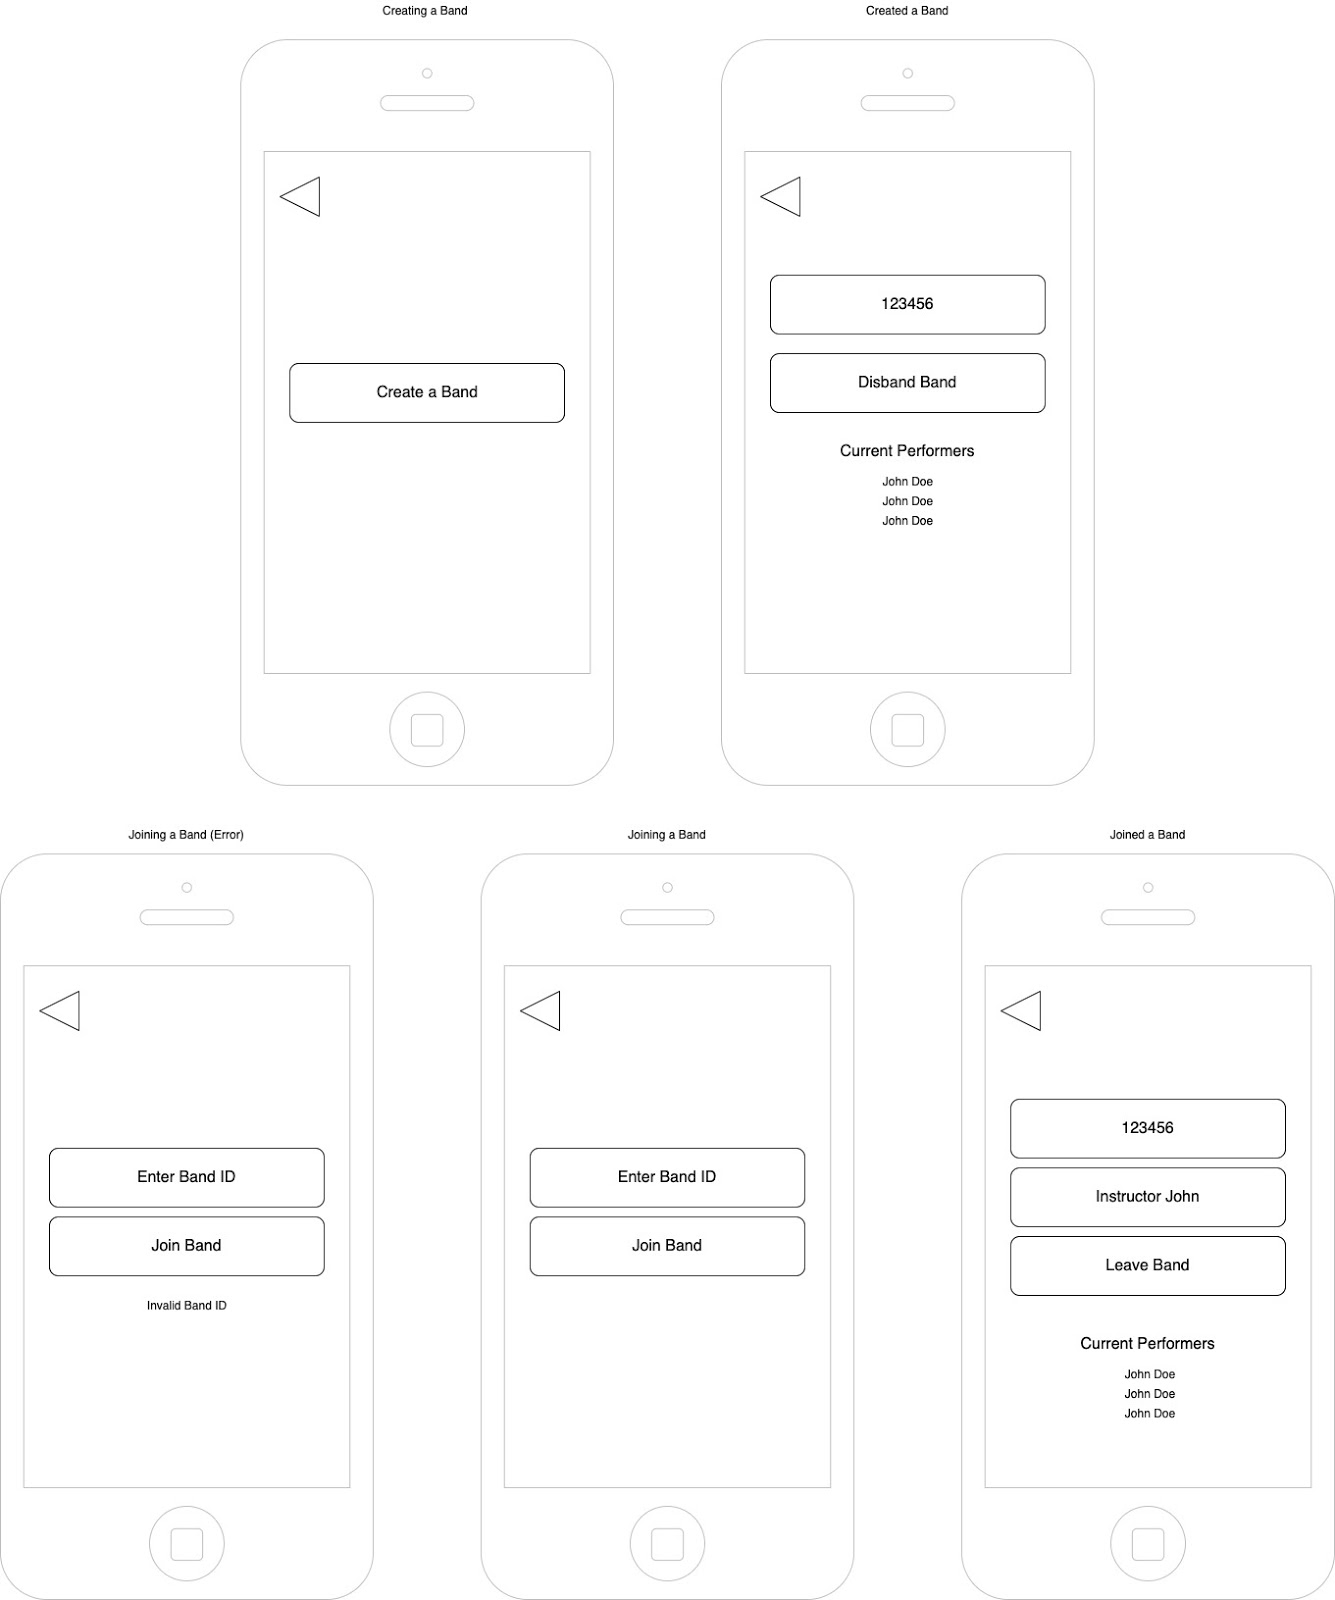 Creating a Band
Created a Band
Create a Band
123456
Disband Band
Current Performers
John Doe
John Doe
John Doe
Joining a Band (Error)
Joining a Band
Joined a Band
Enter Band ID
Join Band
Invalid Band ID
Enter Band ID
Join Band
123456
Instructor John
Leave Band
Current Performers
John Doe
John Doe
John Doe